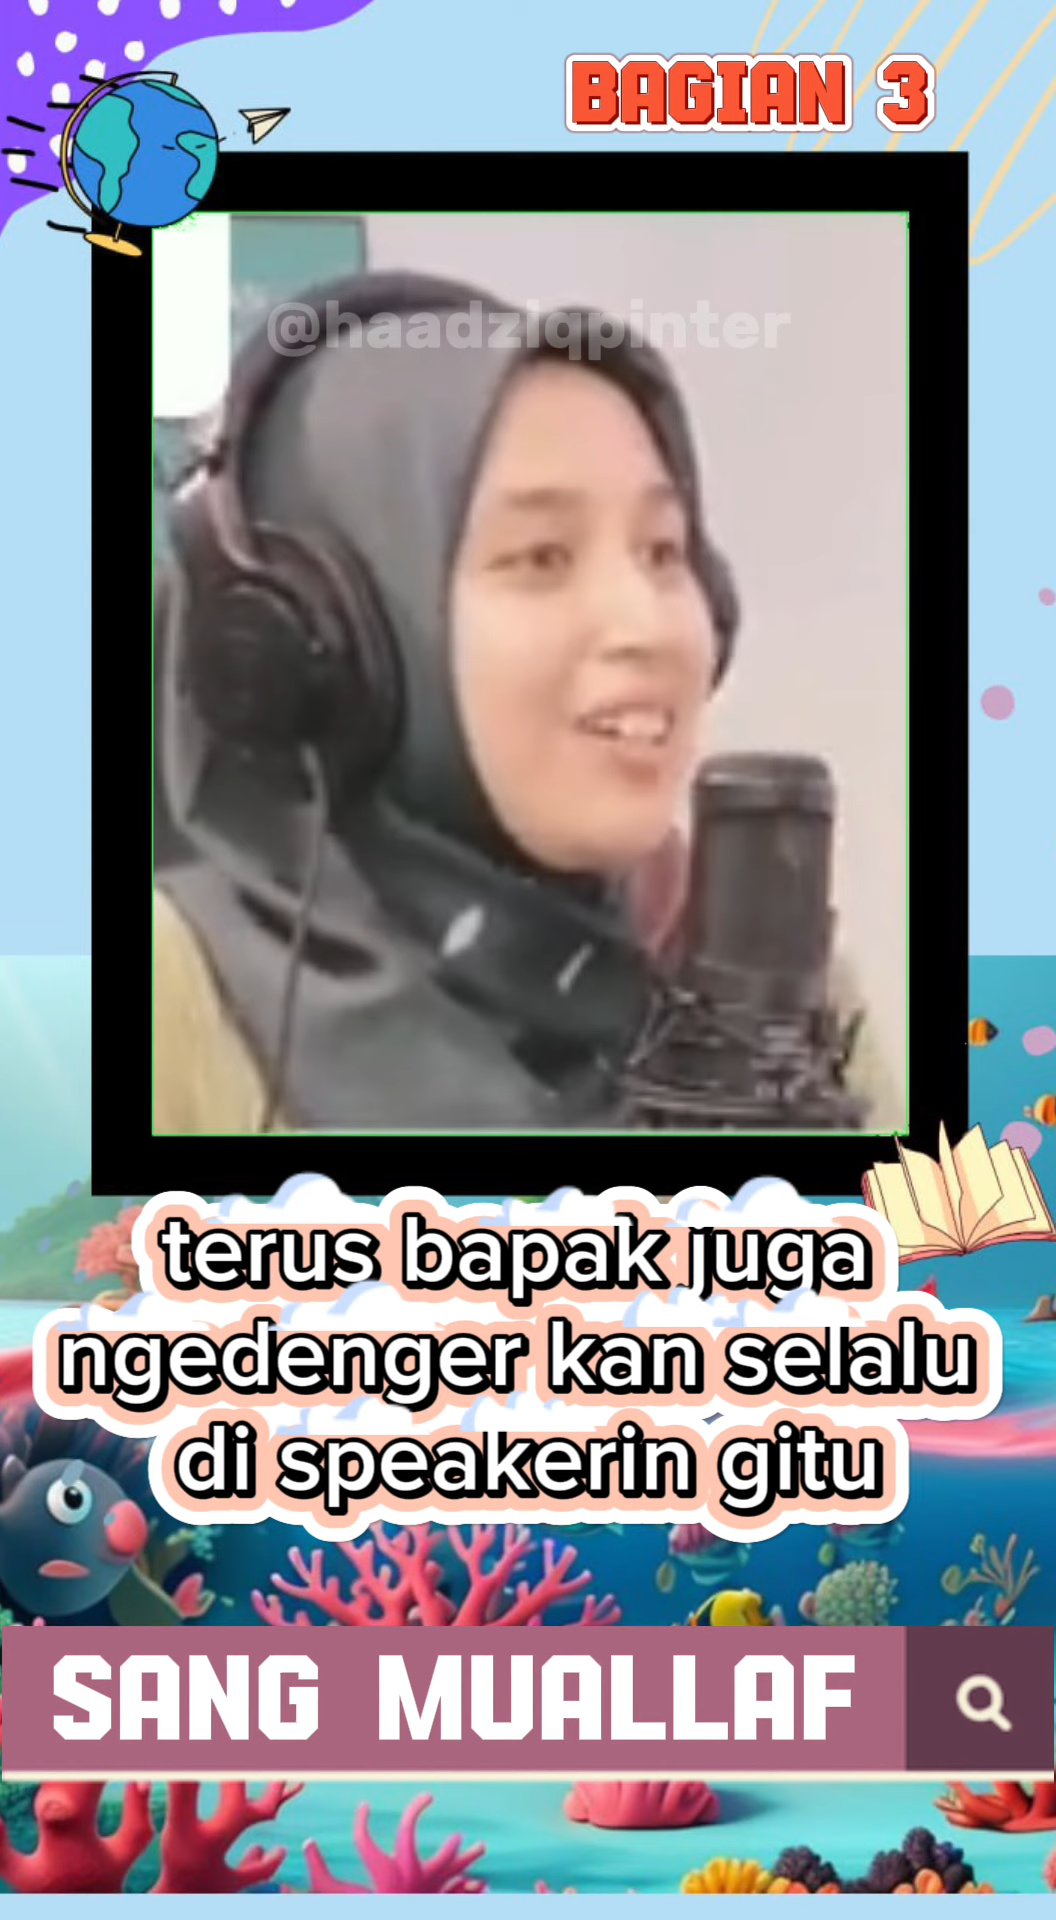 BAGIAN 3
@haadziqpinter
terus bapak juga
ngedenger kan selalu
di speakerin gitu
SANG MUALLAF